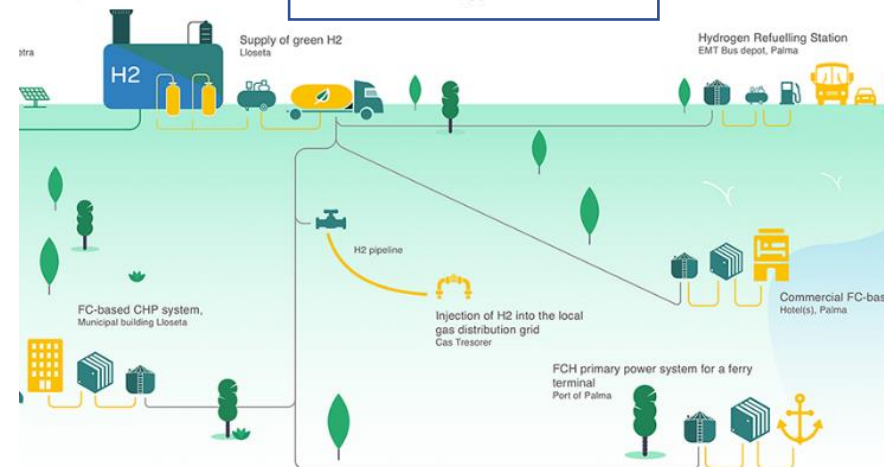 etra
H2
Supply of green H2
Lloseta
Hydrogen Refuelling Station
EMT Bus depot, Palma
H2 pipeline
Injection of H2 into the local
gas distribution grid
Cas Tresorer
Commercial FC-bas
Hotel(s), Palma
FC-based CHP system,
Municipal building Lloseta
FCH primary power system for a ferry
terminal
Port of Palma